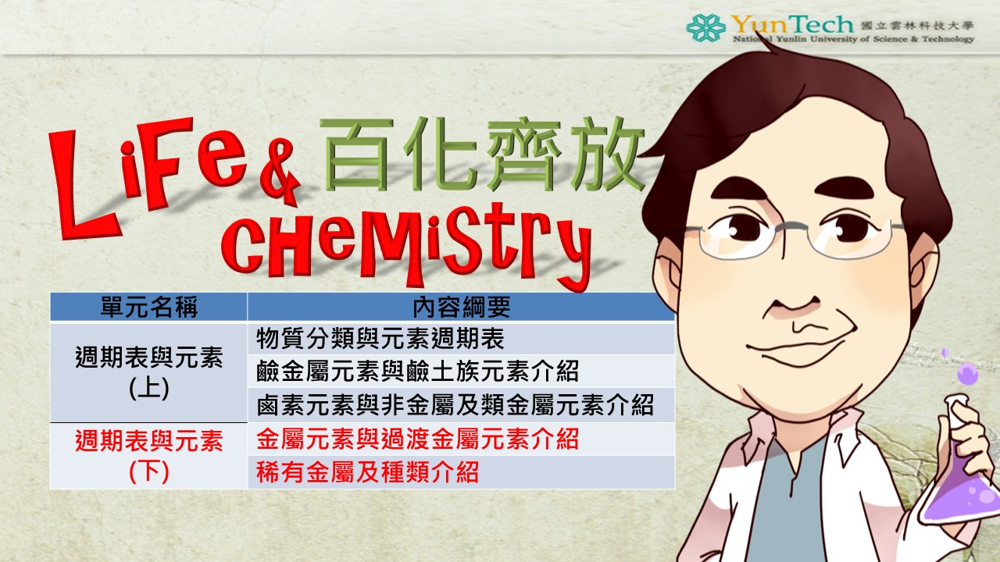 YunTech 國立雲林科技大學
National Yunlin University of Science & Technology
Life & 百化齊放
CHeMiStry
單元名稱 內容綱要
週期表與元素
(上)
物質分類與元素週期表
鹼金屬元素與鹼土族元素介紹
鹵素元素與非金屬及類金屬元素介紹
週期表與元素
(下)
金屬元素與過渡金屬元素介紹
稀有金屬及種類介紹